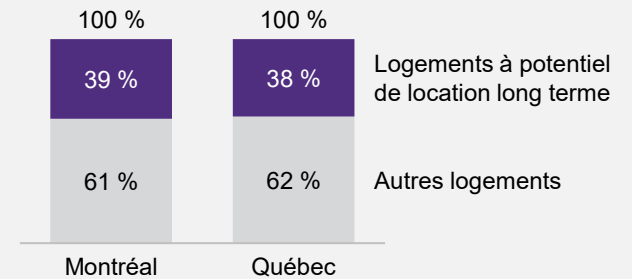 100 % 100 %
39 % 38 % Logements à potentiel
de location long terme
61 % 62 % Autres logements
Montréal Québec